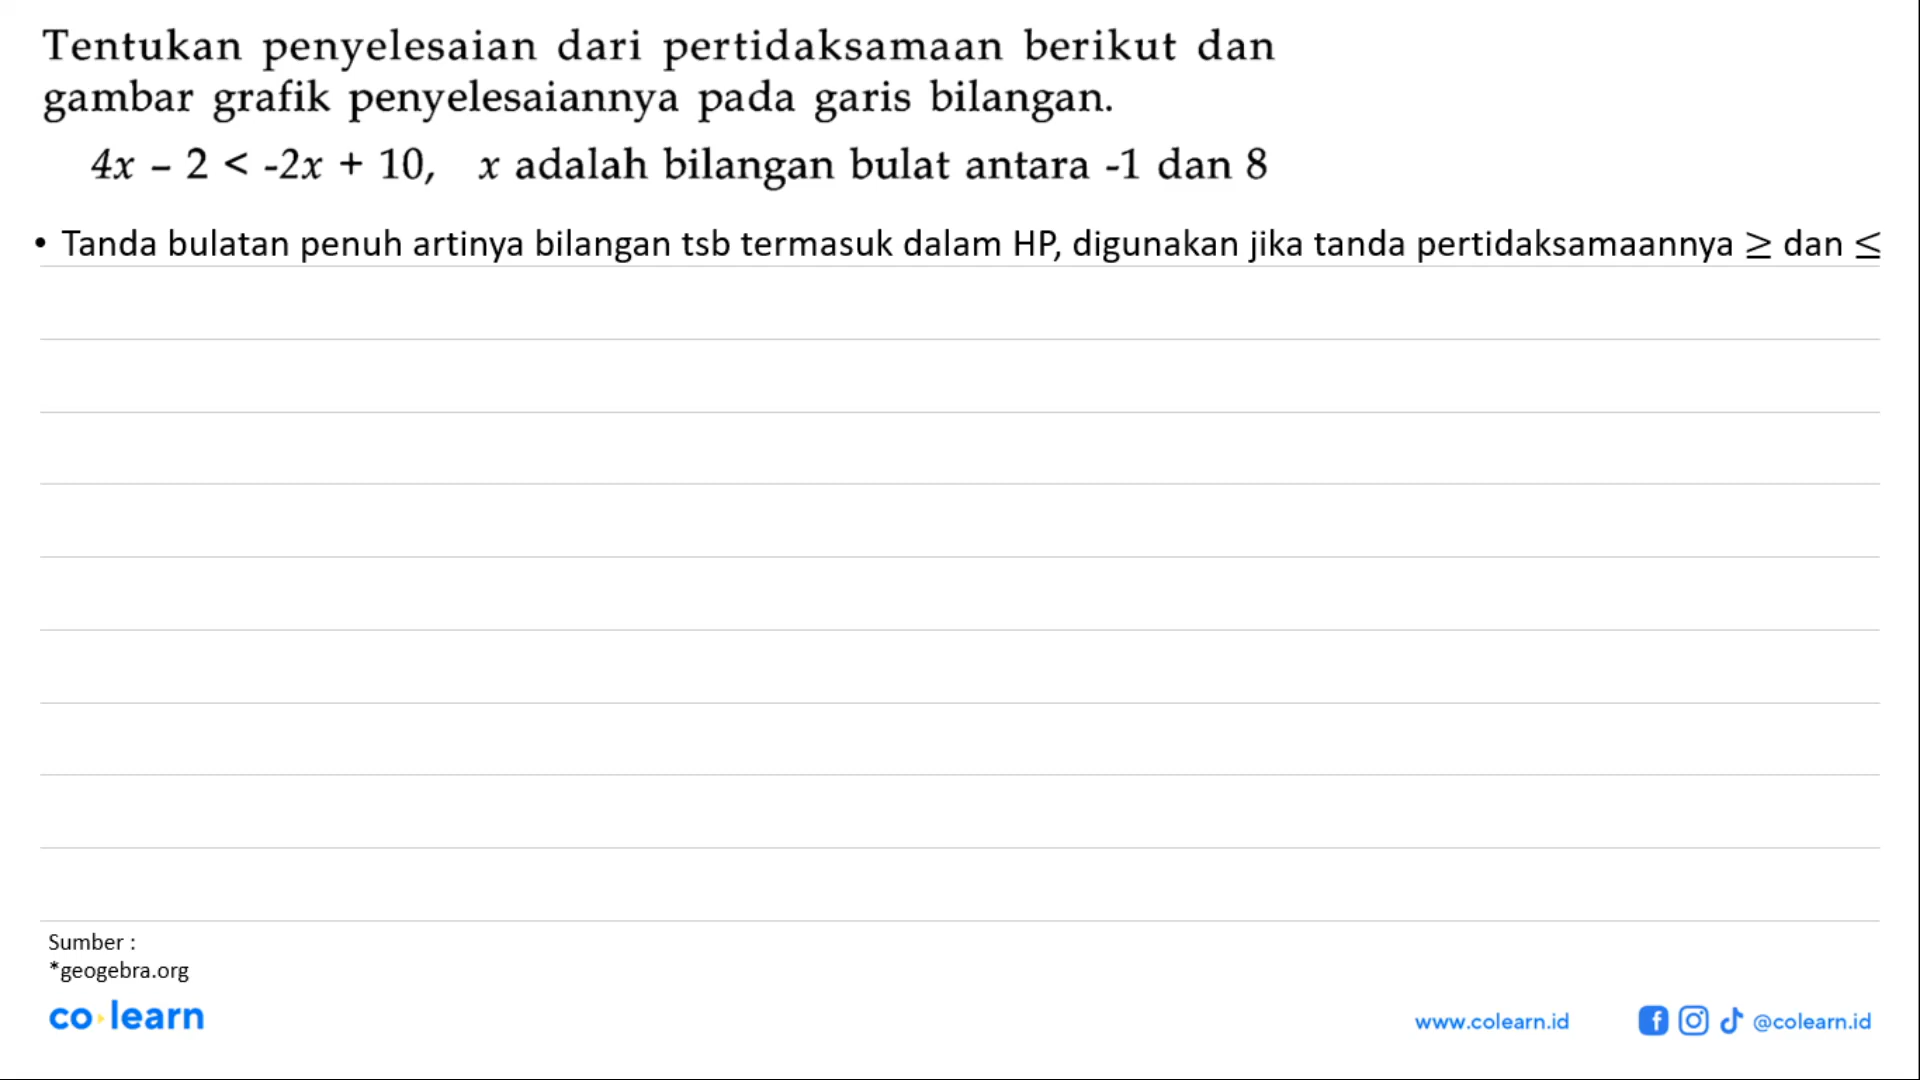 Tentukan penyelesaian dari pertidaksamaan berikut dan
gambar grafik penyelesaiannya pada garis bilangan.
4x – 2 < -2x + 10, x adalah bilangan bulat antara -1 dan 8
• Tanda bulatan penuh artinya bilangan tsb termasuk dalam HP, digunakan jika tanda pertidaksamaannya ≥ dan ≤
Sumber :
*geogebra.org
co learn
www.colearn.id
@colearn.id